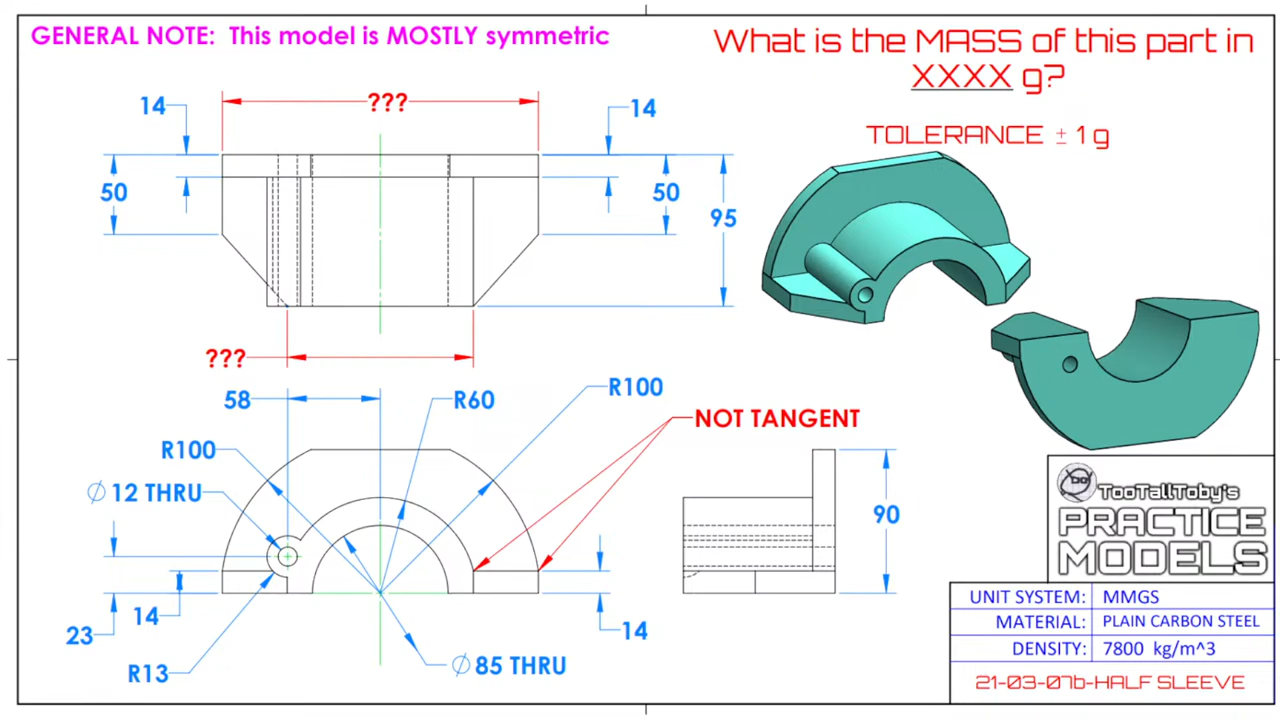 GENERAL NOTE:  This model is MOSTLY symmetric
What is the MASS of this part in
XXXX g?
TOLERANCE ± 1 g
14
???
14
50
50
95
???
58
R60
R100
R100
NOT TANGENT
Ø 12 THRU
90
14
23
14
R13
Ø 85 THRU
TooTallToby's
PRACTICE
MODELS
UNIT SYSTEM: MMGS
MATERIAL: PLAIN CARBON STEEL
DENSITY: 7800 kg/m^3
21-03-07b-HALF SLEEVE